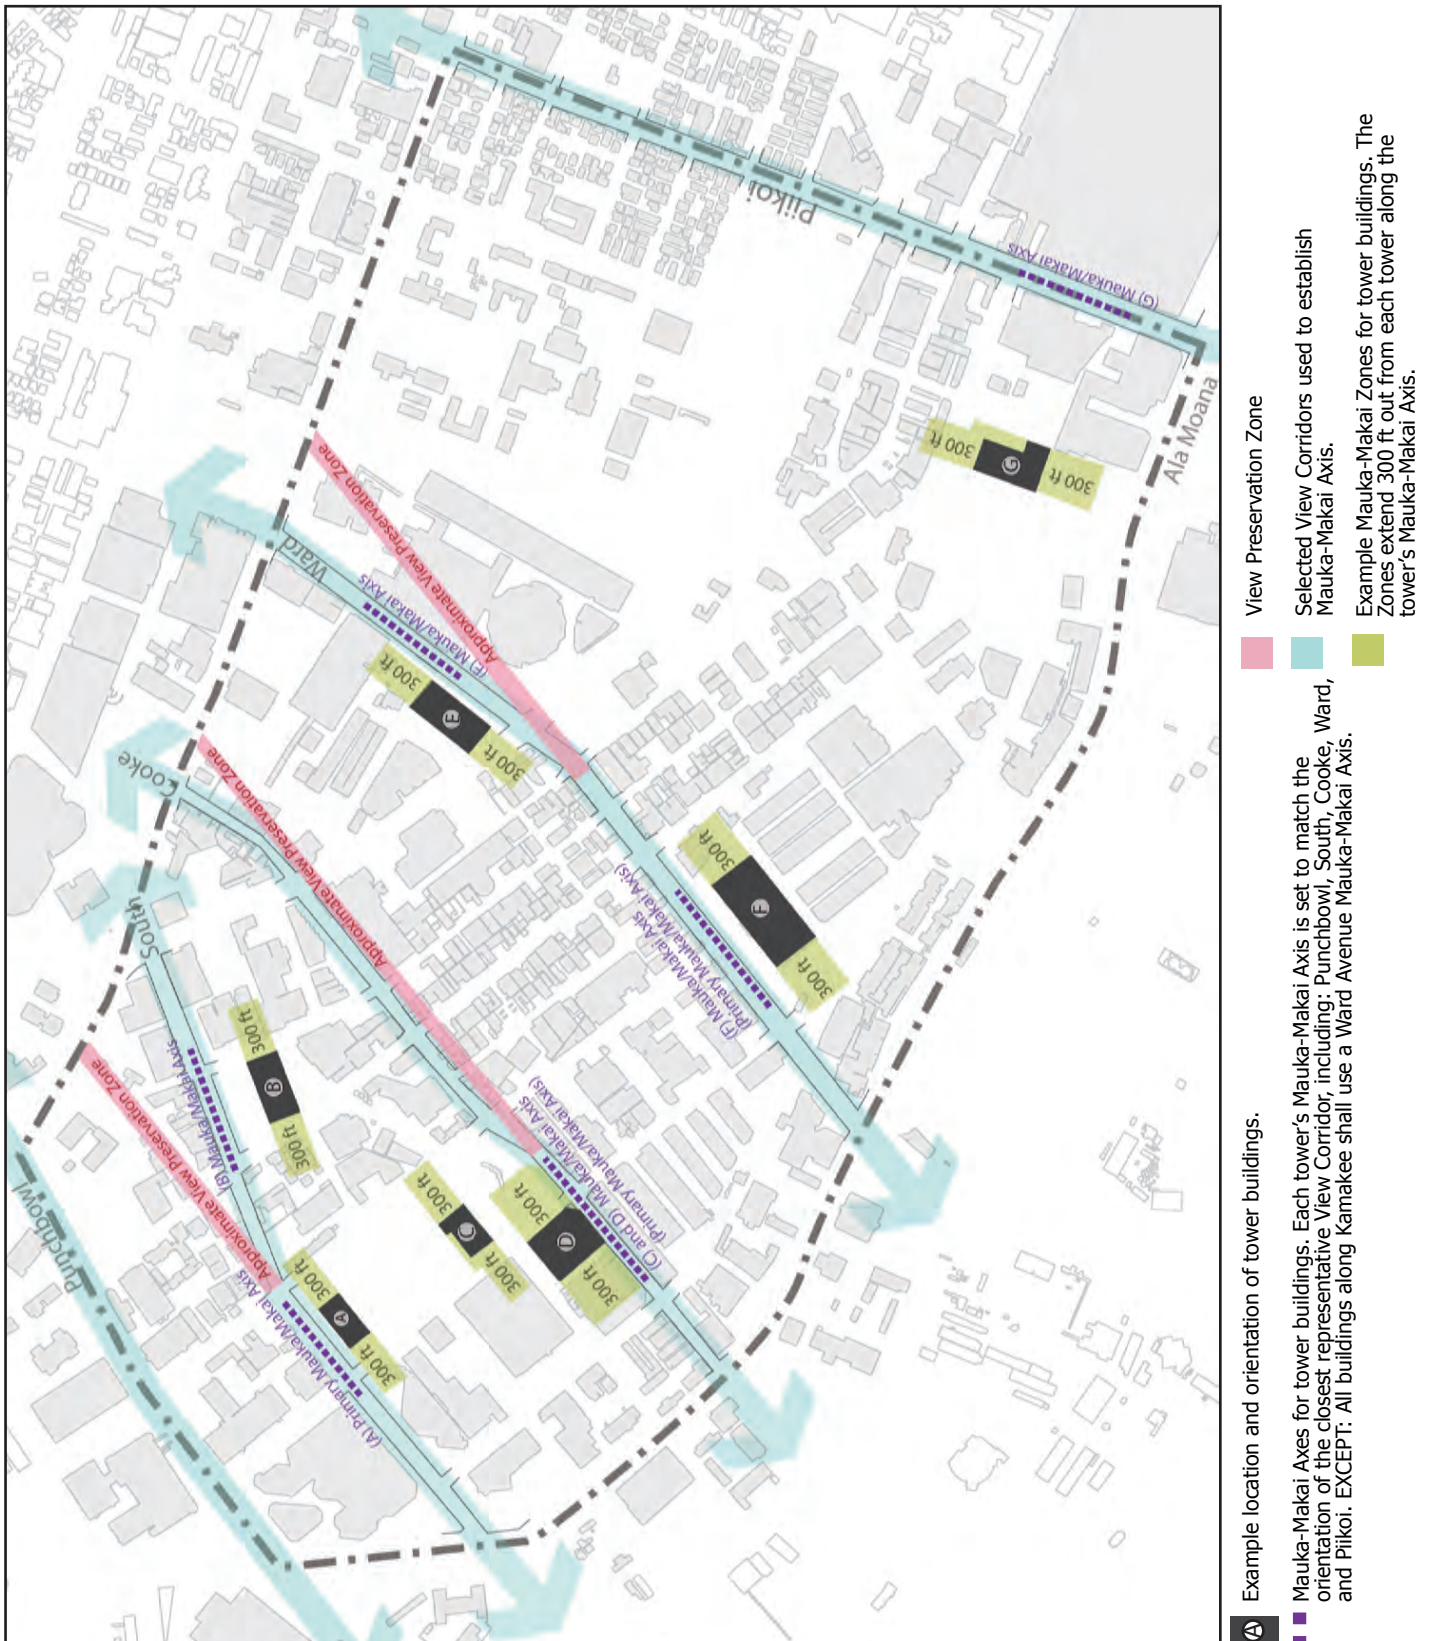 Punchbowl
South
Cooke
Ward
Piikoi
Ala Moana
Approximate View Preservation Zone
Approximate View Preservation Zone
Approximate View Preservation Zone
(A) Primary Mauka/Makai Axis
(B) Mauka/Makai Axis
(C) and D) Mauka/Makai Axis
(Primary Mauka/Makai Axis)
(E) Mauka/Makai Axis
(F) Mauka/Makai Axis
(Primary Mauka/Makai Axis)
(G) Mauka/Makai Axis
300 ft
A
300 ft
300 ft
B
300 ft
300 ft
C
300 ft
300 ft
D
300 ft
300 ft
E
300 ft
300 ft
F
300 ft
300 ft
G
300 ft
A
Example location and orientation of tower buildings.
Mauka-Makai Axes for tower buildings. Each tower's Mauka-Makai Axis is set to match the
orientation of the closest representative View Corridor, including: Punchbowl, South, Cooke, Ward,
and Piikoi. EXCEPT: All buildings along Kamakee shall use a Ward Avenue Mauka-Makai Axis.
View Preservation Zone
Selected View Corridors used to establish
Mauka-Makai Axis.
Example Mauka-Makai Zones for tower buildings. The
Zones extend 300 ft out from each tower along the
tower's Mauka-Makai Axis.